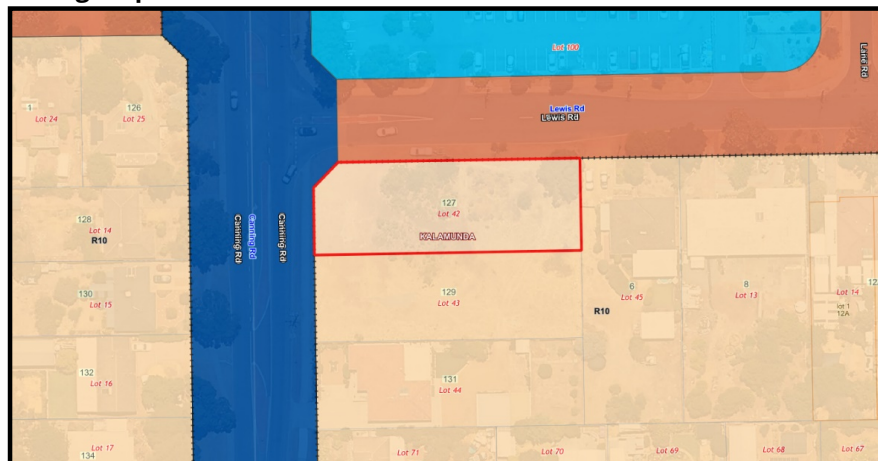 Lot 100
Lane Rd
Lewis Rd
Lewis Rd
1
Lot 24
126
Lot 25
127
Lot 42
KALAMUNDA
128
Lot 14
R10
Canning Rd
Canning Rd
Canning Rd
130
Lot 15
129
Lot 43
R10
6
Lot 45
8
Lot 13
Lot 14
lot 1
12A
132
Lot 16
131
Lot 44
Lot 17
134
Lot 71
Lot 70
Lot 69
Lot 68
Lot 67